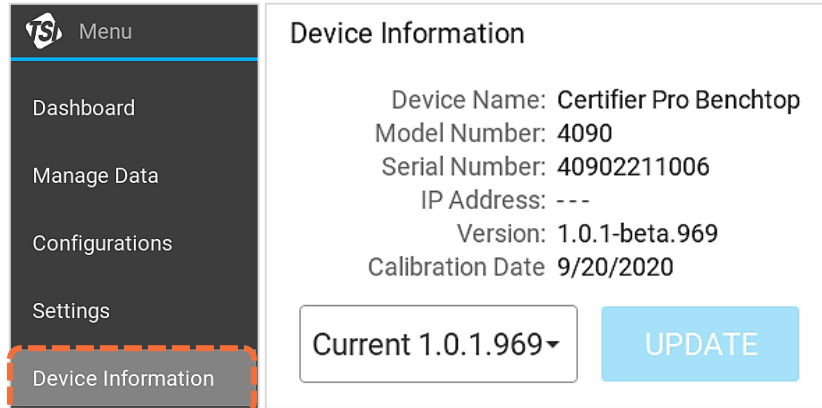 TSI Menu
Dashboard
Manage Data
Configurations
Settings
Device Information
Device Information
Device Name: Certifier Pro Benchtop
Model Number: 4090
Serial Number: 40902211006
IP Address: ---
Version: 1.0.1-beta.969
Calibration Date 9/20/2020
Current 1.0.1.969
UPDATE